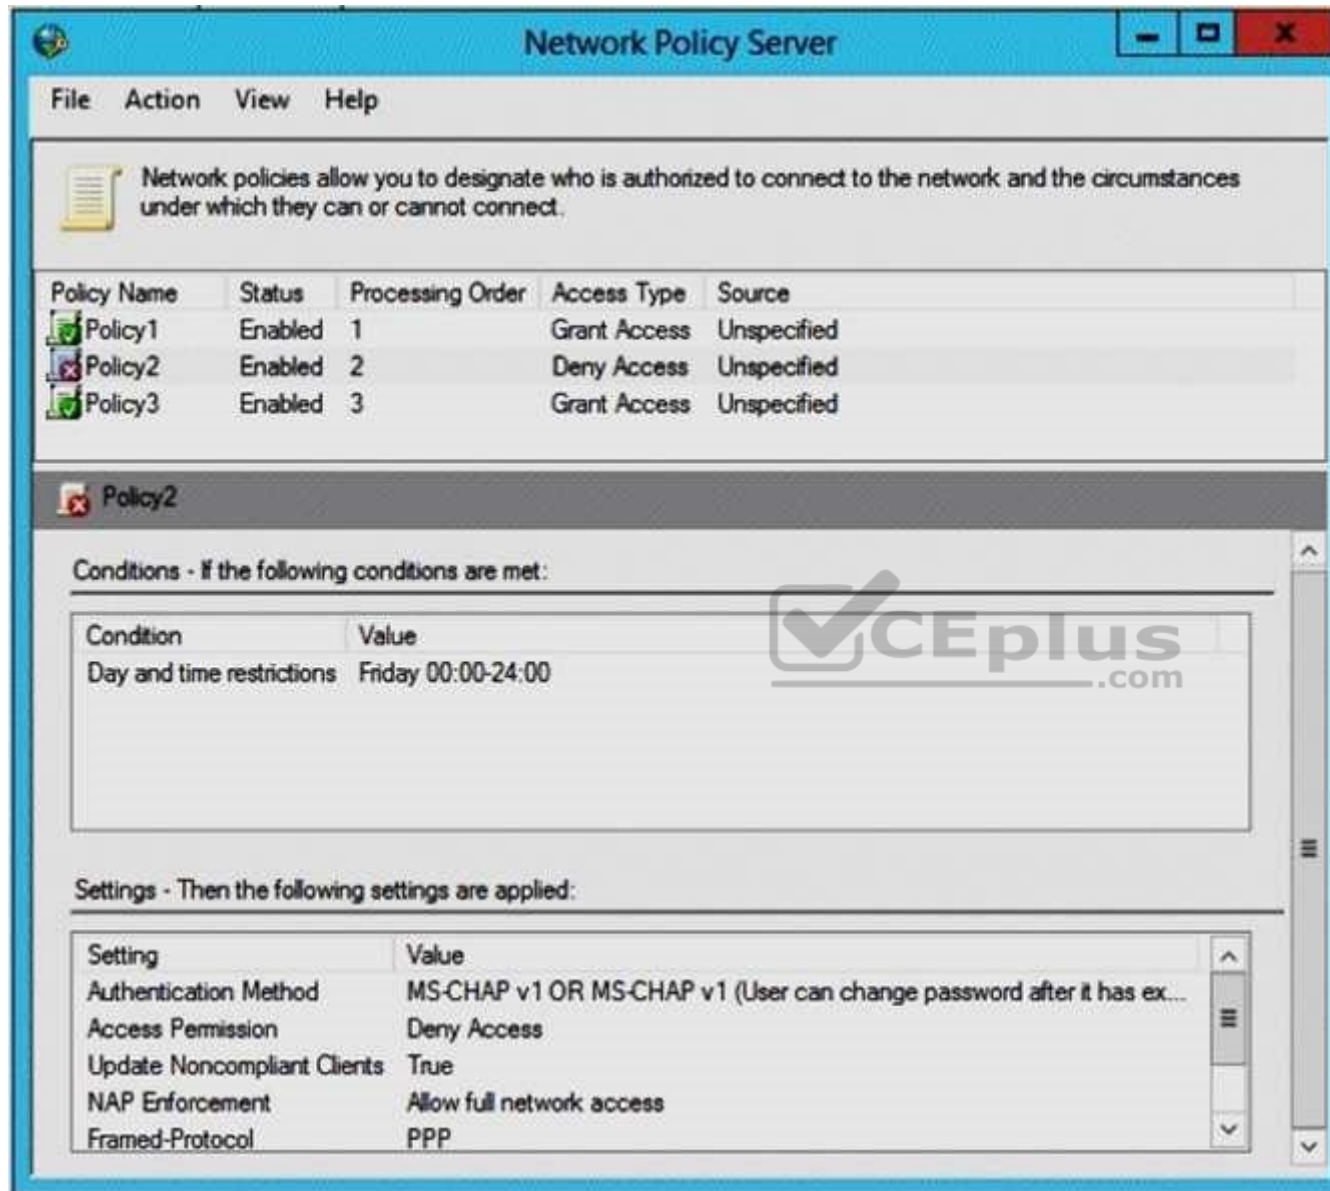 Network Policy Server
File Action View Help
Network policies allow you to designate who is authorized to connect to the network and the circumstances
under which they can or cannot connect.
Policy Name Status Processing Order Access Type Source
Policy1 Enabled 1 Grant Access Unspecified
Policy2 Enabled 2 Deny Access Unspecified
Policy3 Enabled 3 Grant Access Unspecified
Policy2
Conditions - If the following conditions are met:
Condition Value
Day and time restrictions Friday 00:00-24:00
CEplus
.com
Settings - Then the following settings are applied:
Setting Value
Authentication Method MS-CHAP v1 OR MS-CHAP v1 (User can change password after it has ex...
Access Permission Deny Access
Update Noncompliant Clients True
NAP Enforcement Allow full network access
Framed-Protocol PPP